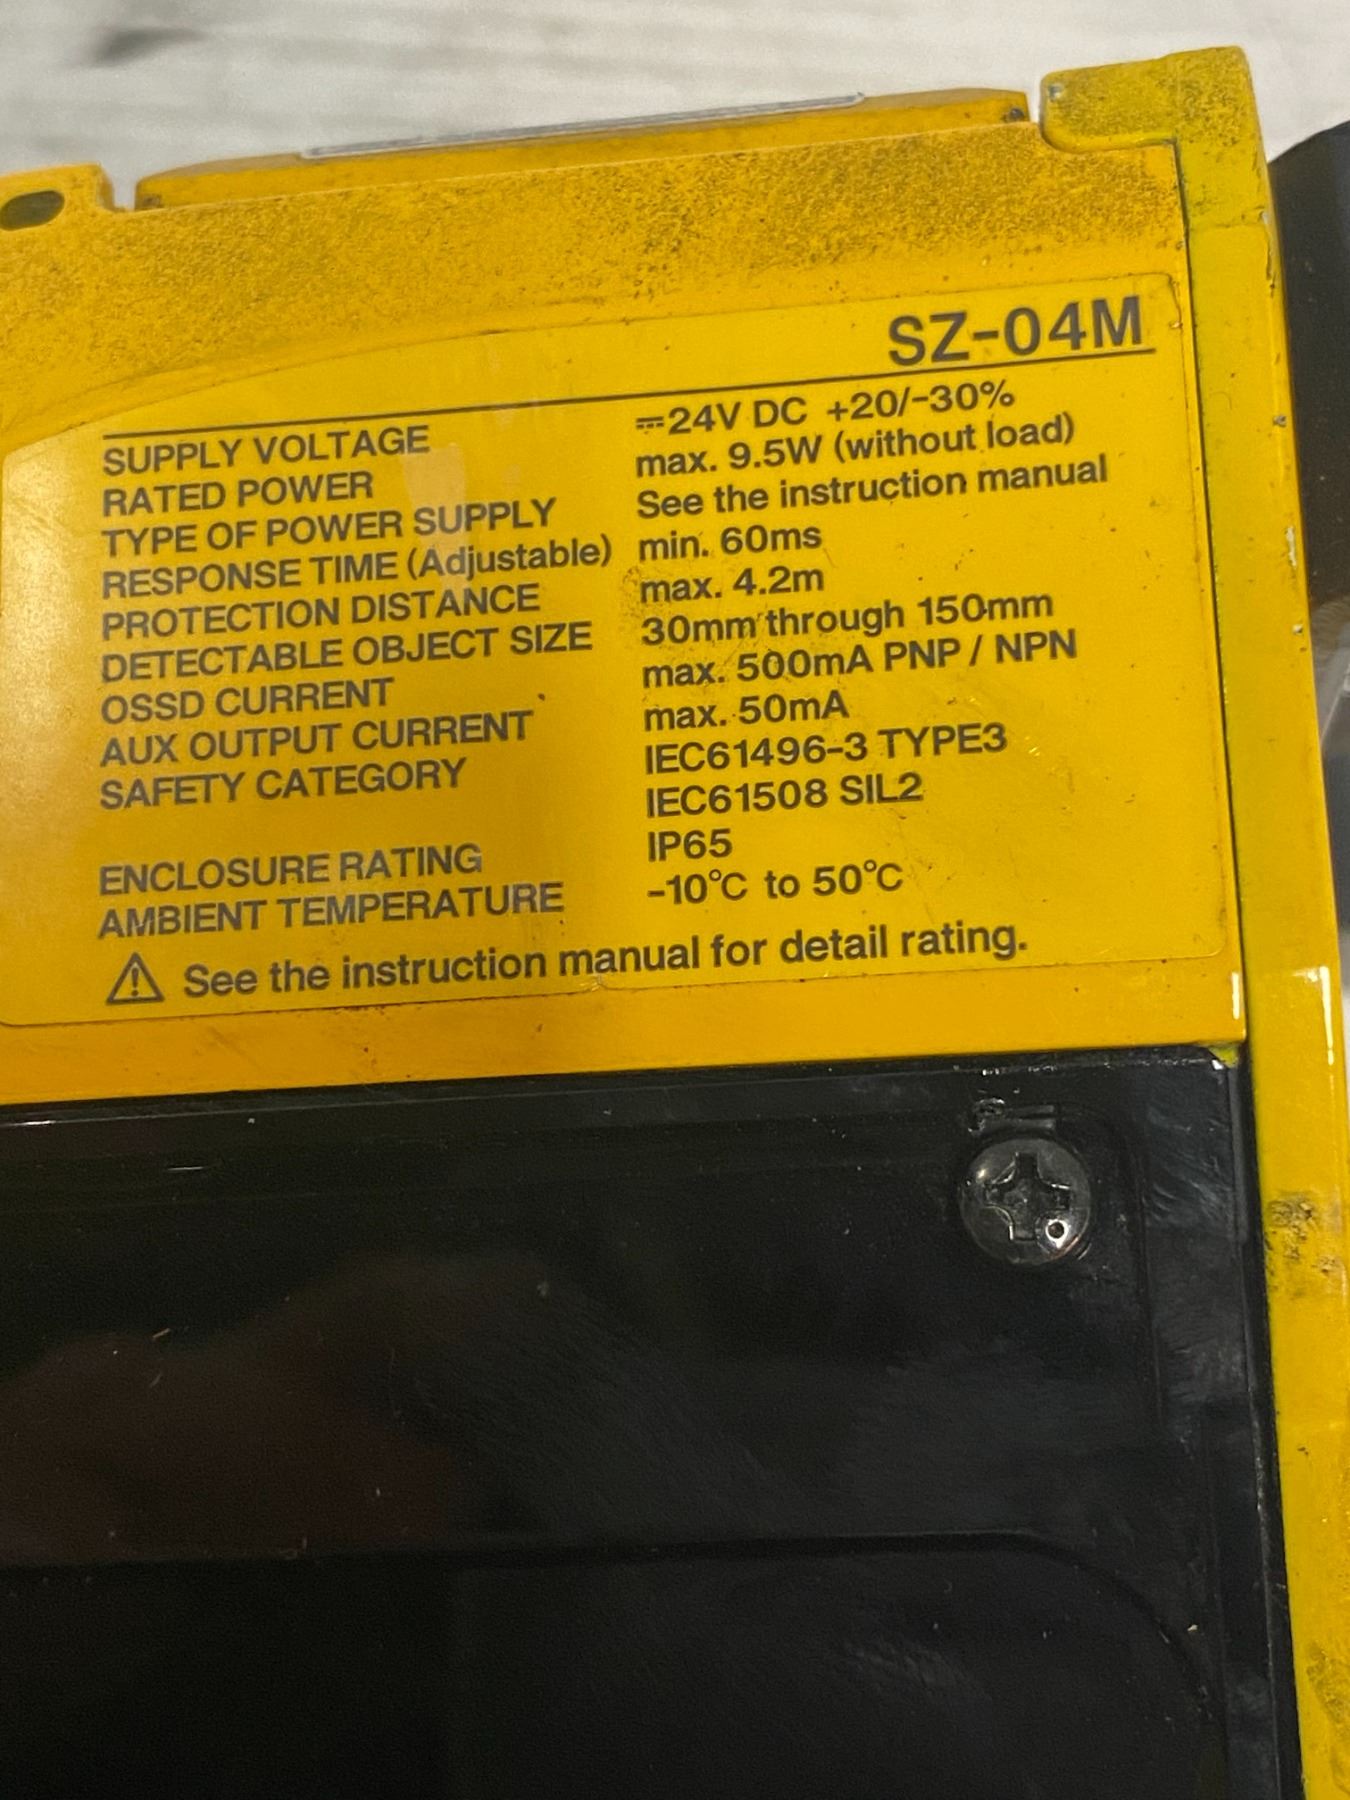 SZ-04M
SUPPLY VOLTAGE ⎓24V DC +20/-30%
RATED POWER max. 9.5W (without load)
TYPE OF POWER SUPPLY See the instruction manual
RESPONSE TIME (Adjustable) min. 60ms
PROTECTION DISTANCE max. 4.2m
DETECTABLE OBJECT SIZE 30mm through 150mm
OSSD CURRENT max. 500mA PNP / NPN
AUX OUTPUT CURRENT max. 50mA
SAFETY CATEGORY IEC61496-3 TYPE3
IEC61508 SIL2
ENCLOSURE RATING IP65
AMBIENT TEMPERATURE -10℃ to 50℃
⚠ See the instruction manual for detail rating.